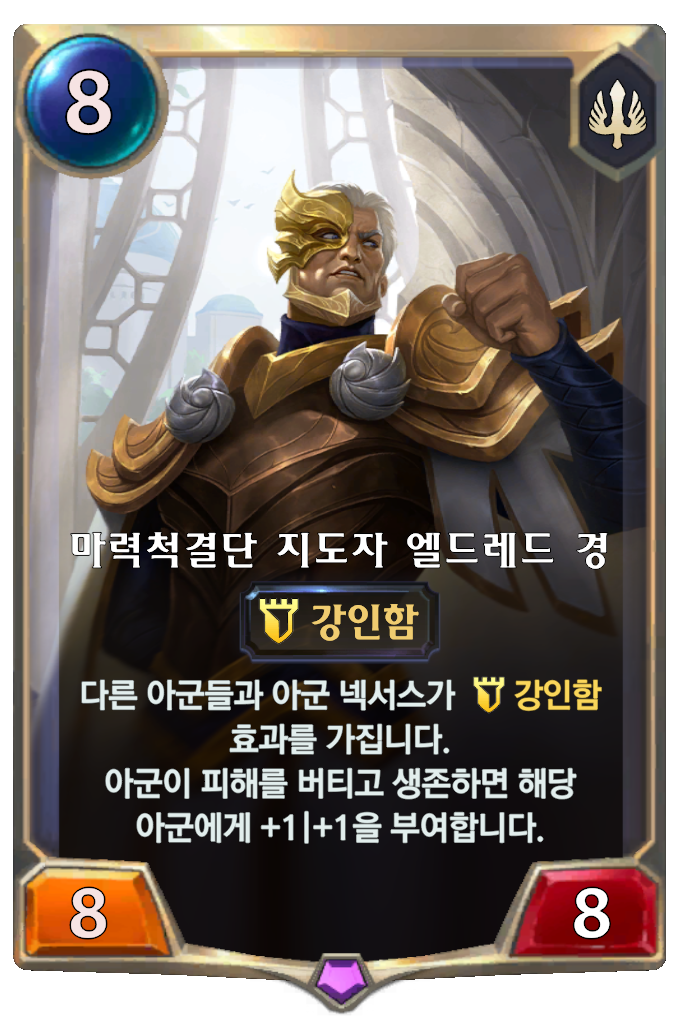 8
마력척결단 지도자 엘드레드 경
강인함
다른 아군들과 아군 넥서스가 강인함
효과를 가집니다.
아군이 피해를 버티고 생존하면 해당
아군에게 +1|+1을 부여합니다.
8
8